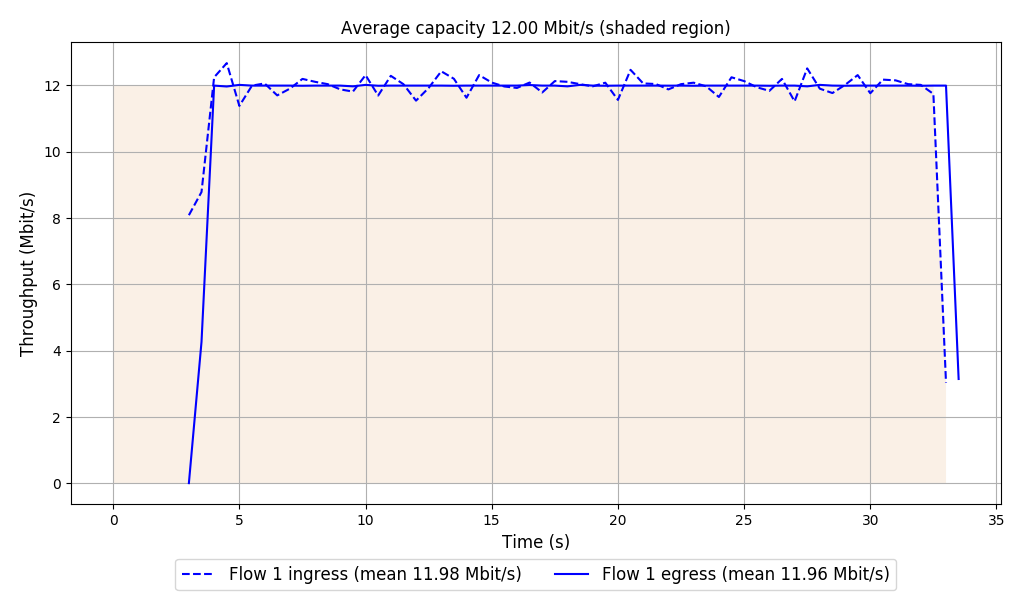 Average capacity 12.00 Mbit/s (shaded region)
Throughput (Mbit/s)
12
10
8
6
4
2
0
0 5 10 15 20 25 30 35
Time (s)
Flow 1 ingress (mean 11.98 Mbit/s) Flow 1 egress (mean 11.96 Mbit/s)